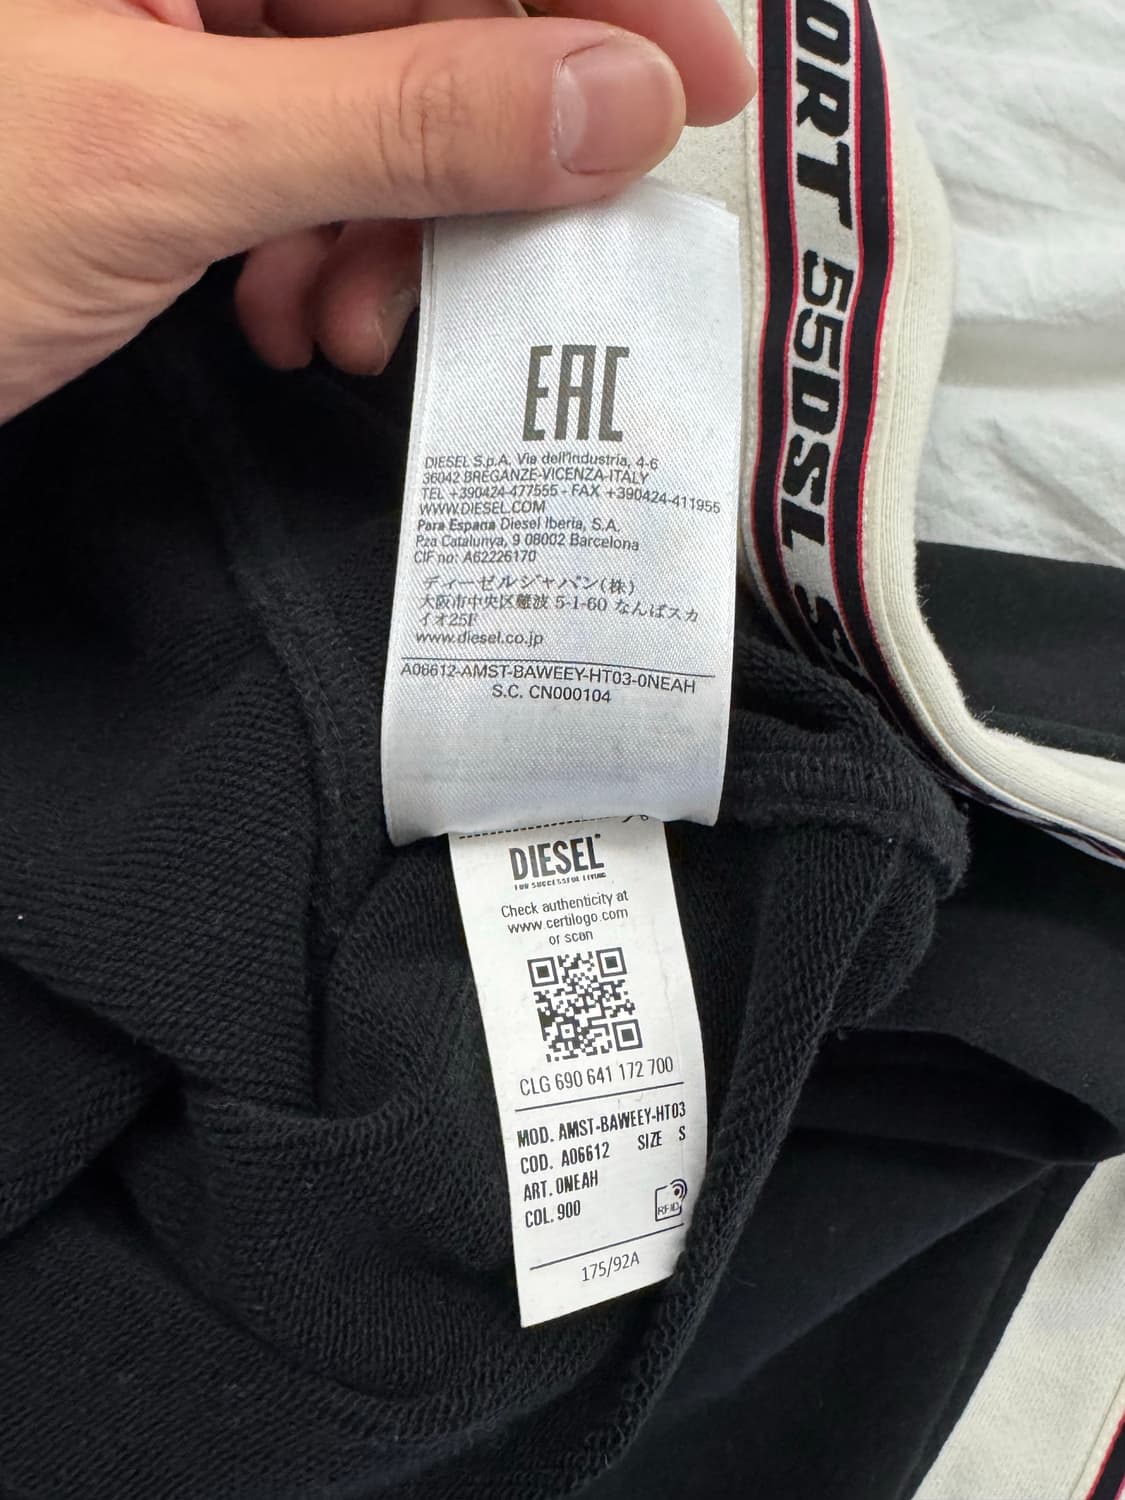 ORT 55DSL S
EAC
DIESEL S.p.A. Via dell'Industria, 4-6
36042 BREGANZE-VICENZA-ITALY
TEL +390424-477555 - FAX +390424-411955
WWW.DIESEL.COM
Para Espana Diesel Iberia, S.A.
Pza Catalunya, 9 08002 Barcelona
CIF no: A62226170
ディーゼルジャパン(株)
大阪市中央区難波 5-1-60 なんばスカ
イオ25F
www.diesel.co.jp
A06612-AMST-BAWEEY-HT03-0NEAH
S.C. CN000104
DIESEL
FOR SUCCESSFUL LIVING
Check authenticity at
www.certilogo.com
or scan
CLG 690 641 172 700
MOD. AMST-BAWEEY-HT03
COD. A06612 SIZE S
ART. 0NEAH
COL. 900
RFID
175/92A